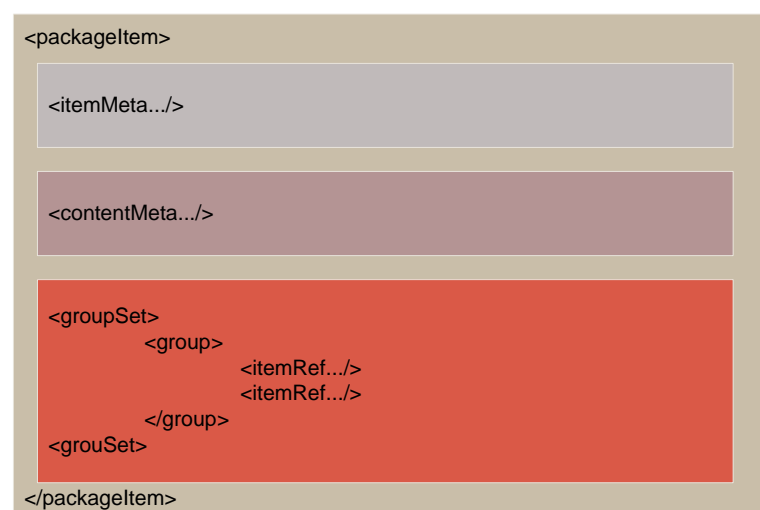 <packageItem>
<itemMeta.../>
<contentMeta.../>
<groupSet>
<group>
<itemRef.../>
<itemRef.../>
</group>
<grouSet>
</packageItem>